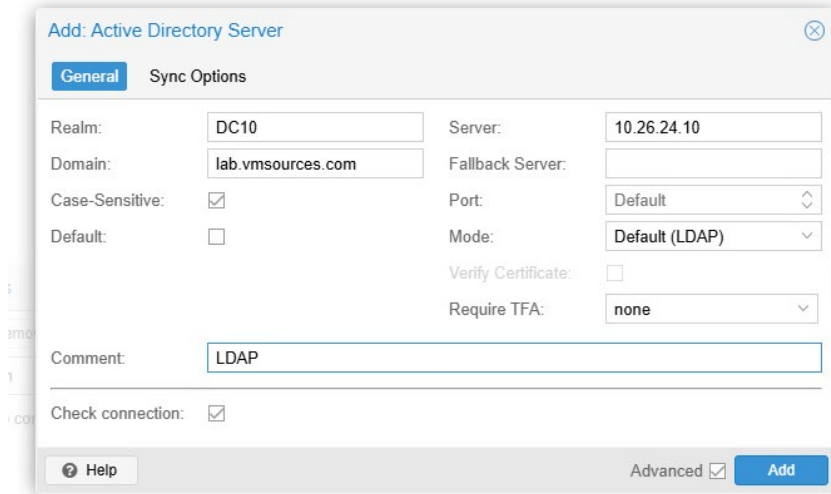 Add: Active Directory Server
General Sync Options
Realm: DC10 Server: 10.26.24.10
Domain: lab.vmsources.com Fallback Server:
Case-Sensitive: Port: Default
Default: Mode: Default (LDAP)
Verify Certificate:
Require TFA: none
Comment: LDAP
Check connection:
Help Advanced Add